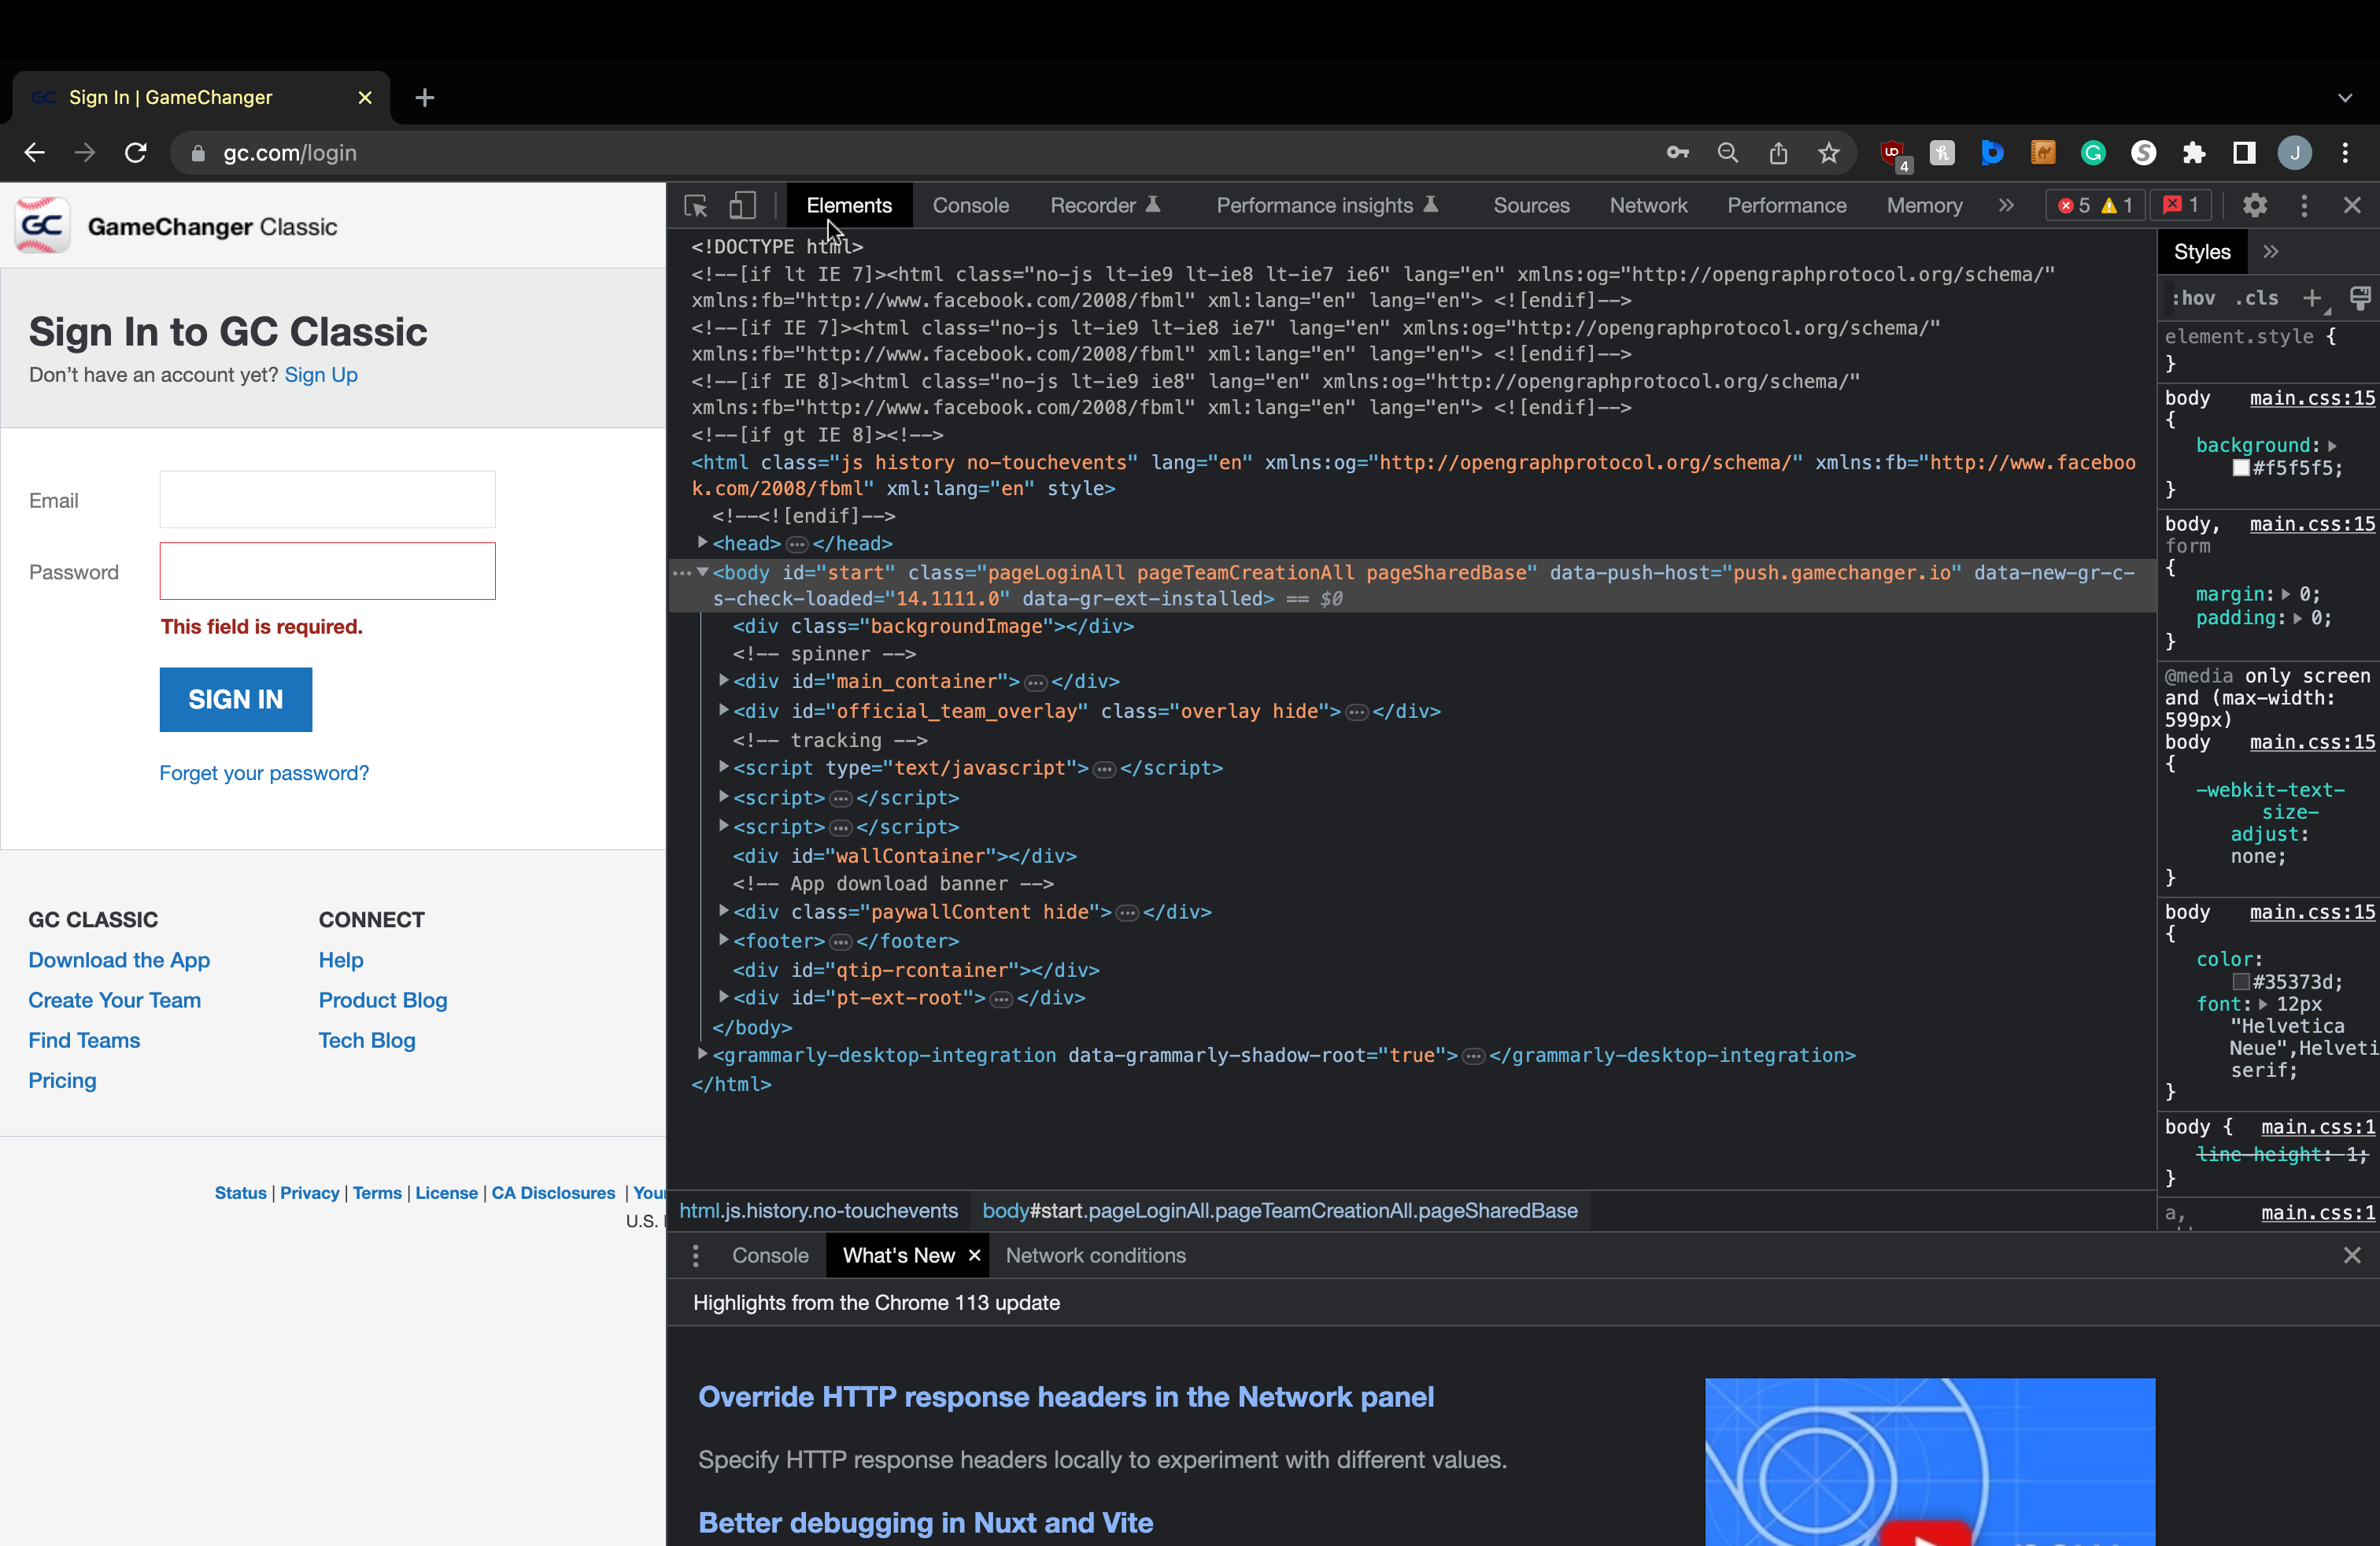 GC Sign In | GameChanger
gc.com/login
4
J
GC GameChanger Classic
Sign In to GC Classic
Don’t have an account yet? Sign Up
Email
Password
This field is required.
SIGN IN
Forget your password?
GC CLASSIC
Download the App
Create Your Team
Find Teams
Pricing
CONNECT
Help
Product Blog
Tech Blog
Status | Privacy | Terms | License | CA Disclosures | Your
U.S.
Elements Console Recorder Performance insights Sources Network Performance Memory » 5 1 1
<!DOCTYPE html>
<!--[if lt IE 7]><html class="no-js lt-ie9 lt-ie8 lt-ie7 ie6" lang="en" xmlns:og="http://opengraphprotocol.org/schema/"
xmlns:fb="http://www.facebook.com/2008/fbml" xml:lang="en" lang="en"> <![endif]-->
<!--[if IE 7]><html class="no-js lt-ie9 lt-ie8 ie7" lang="en" xmlns:og="http://opengraphprotocol.org/schema/"
xmlns:fb="http://www.facebook.com/2008/fbml" xml:lang="en" lang="en"> <![endif]-->
<!--[if IE 8]><html class="no-js lt-ie9 ie8" lang="en" xmlns:og="http://opengraphprotocol.org/schema/"
xmlns:fb="http://www.facebook.com/2008/fbml" xml:lang="en" lang="en"> <![endif]-->
<!--[if gt IE 8]><!-->
<html class="js history no-touchevents" lang="en" xmlns:og="http://opengraphprotocol.org/schema/" xmlns:fb="http://www.faceboo
k.com/2008/fbml" xml:lang="en" style>
<!--<![endif]-->
<head>…</head>
<body id="start" class="pageLoginAll pageTeamCreationAll pageSharedBase" data-push-host="push.gamechanger.io" data-new-gr-c-
s-check-loaded="14.1111.0" data-gr-ext-installed> == $0
<div class="backgroundImage"></div>
<!-- spinner -->
<div id="main_container">…</div>
<div id="official_team_overlay" class="overlay hide">…</div>
<!-- tracking -->
<script type="text/javascript">…</script>
<script>…</script>
<script>…</script>
<div id="wallContainer"></div>
<!-- App download banner -->
<div class="paywallContent hide">…</div>
<footer>…</footer>
<div id="qtip-rcontainer"></div>
<div id="pt-ext-root">…</div>
</body>
<grammarly-desktop-integration data-grammarly-shadow-root="true">…</grammarly-desktop-integration>
</html>
html.js.history.no-touchevents body#start.pageLoginAll.pageTeamCreationAll.pageSharedBase
Styles »
:hov .cls +
element.style {
}
body main.css:15
{
background:
#f5f5f5;
}
body, main.css:15
form
{
margin: 0;
padding: 0;
}
@media only screen
and (max-width:
599px)
body main.css:15
{
-webkit-text-
size-
adjust:
none;
}
body main.css:15
{
color:
#35373d;
font: 12px
"Helvetica
Neue",Helveti
serif;
}
body { main.css:1
line-height: 1;
}
a, main.css:1
Console What's New × Network conditions
Highlights from the Chrome 113 update
Override HTTP response headers in the Network panel
Specify HTTP response headers locally to experiment with different values.
Better debugging in Nuxt and Vite